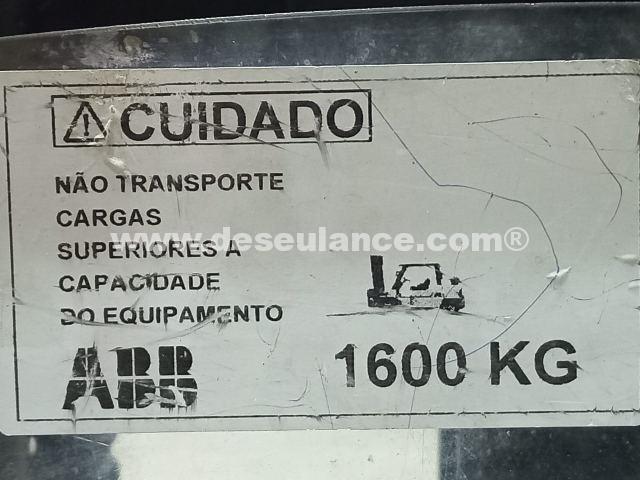 CUIDADO
NÃO TRANSPORTE
CARGAS
www.deseulance.com®
SUPERIORES A
CAPACIDADE
DO EQUIPAMENTO
ABB
1600 KG